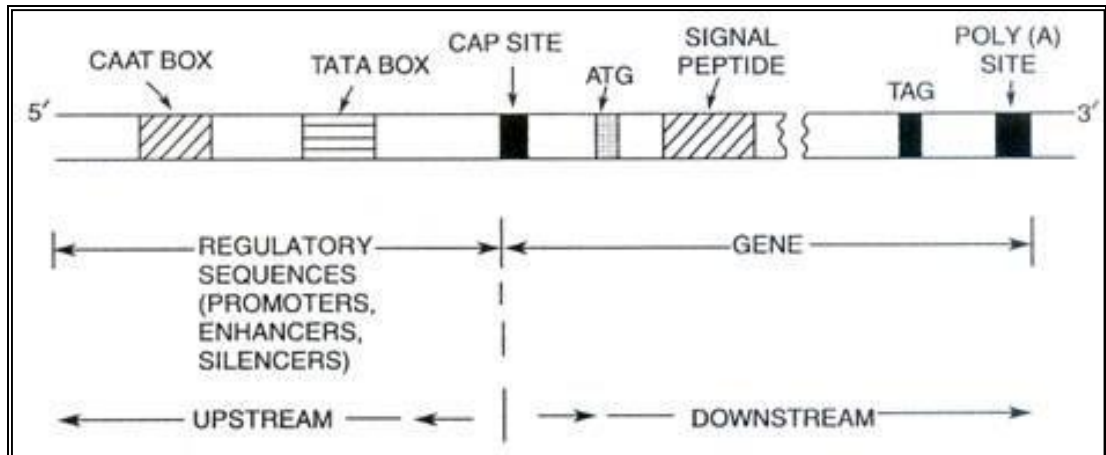 CAAT BOX
TATA BOX
CAP SITE
ATG
SIGNAL
PEPTIDE
TAG
POLY (A)
SITE
5′
3′
REGULATORY
SEQUENCES
(PROMOTERS,
ENHANCERS,
SILENCERS)
GENE
UPSTREAM
DOWNSTREAM